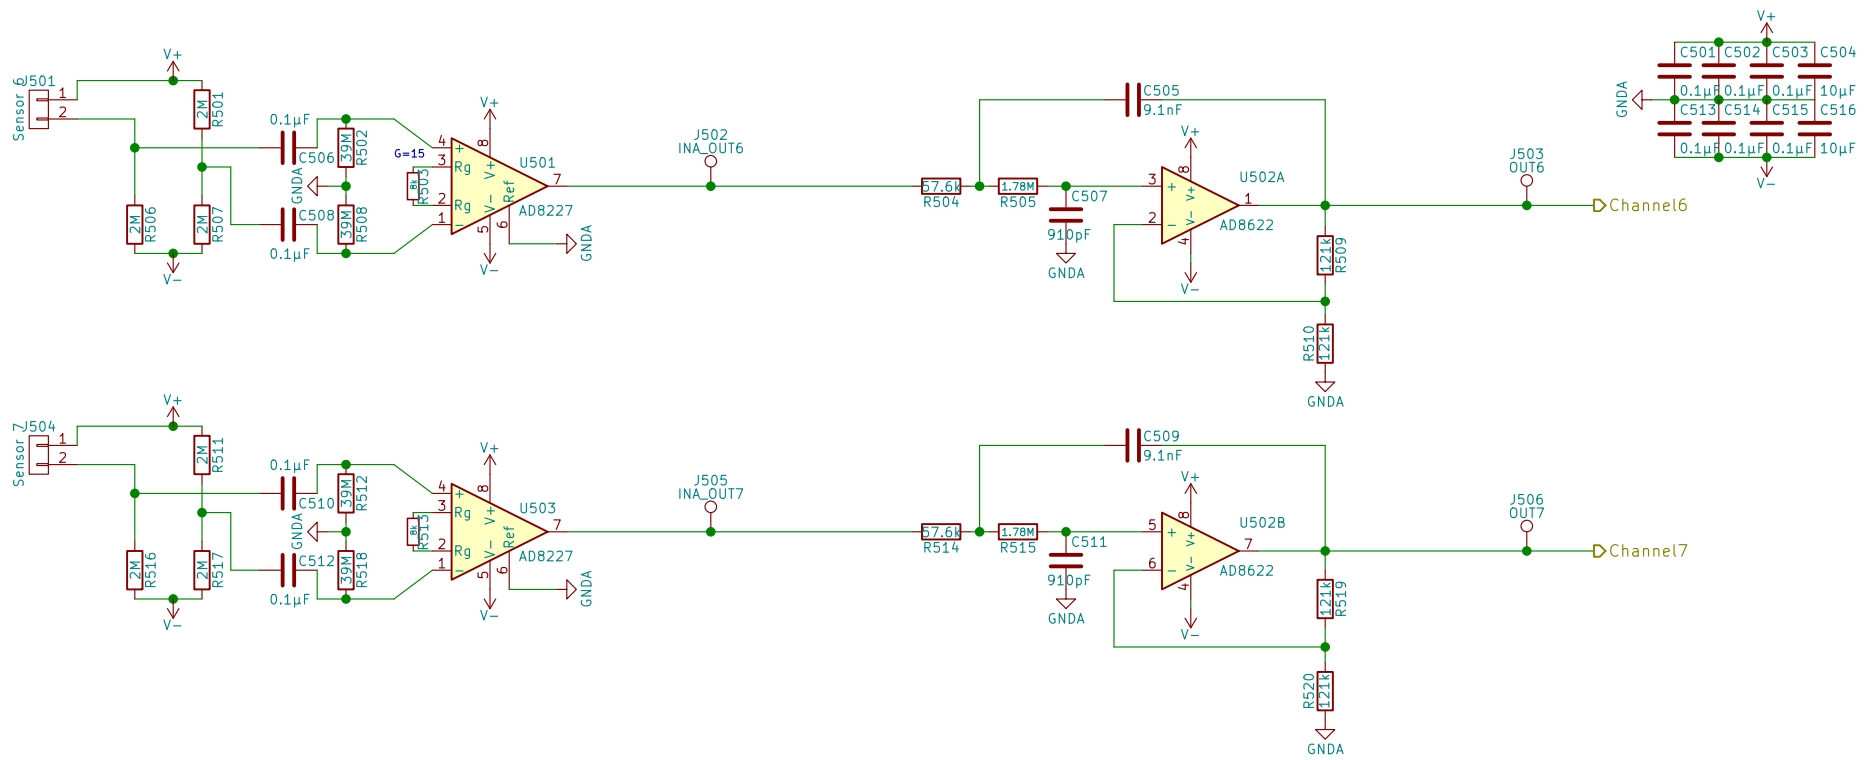 V+
J501
Sensor 6
1
2
2M
R501
2M
R506
2M
R507
V-
0.1µF
C506
C508
0.1µF
GNDA
39M
R502
39M
R508
G=15
8k
R503
4
3
2
1
+
Rg
Rg
-
8
V+
V+
V-
5
V-
Ref
6
7
U501
AD8227
GNDA
J502
INA_OUT6
57.6k
R504
1.78M
R505
C505
9.1nF
C507
910pF
GNDA
3
2
+
-
V+
8
V+
V-
4
V-
1
U502A
AD8622
121k
R509
R510
121k
GNDA
J503
OUT6
Channel6
V+
C501
C502
C503
C504
0.1µF
0.1µF
0.1µF
10µF
GNDA
C513
C514
C515
C516
0.1µF
0.1µF
0.1µF
10µF
V-
V+
J504
Sensor 7
1
2
2M
R511
2M
R516
2M
R517
V-
0.1µF
C510
C512
0.1µF
GNDA
39M
R512
39M
R518
8k
R513
4
3
2
1
+
Rg
Rg
-
8
V+
V+
V-
5
V-
Ref
6
7
U503
AD8227
GNDA
J505
INA_OUT7
57.6k
R514
1.78M
R515
C509
9.1nF
C511
910pF
GNDA
5
6
+
-
V+
8
V+
V-
4
V-
7
U502B
AD8622
121k
R519
R520
121k
GNDA
J506
OUT7
Channel7